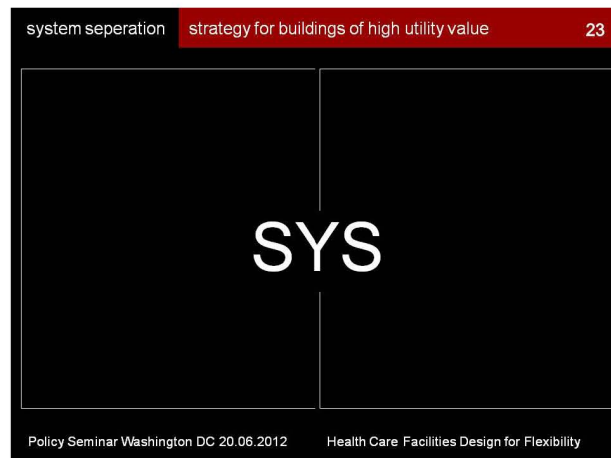 system seperation strategy for buildings of high utility value 23
SYS
Policy Seminar Washington DC 20.06.2012 Health Care Facilities Design for Flexibility